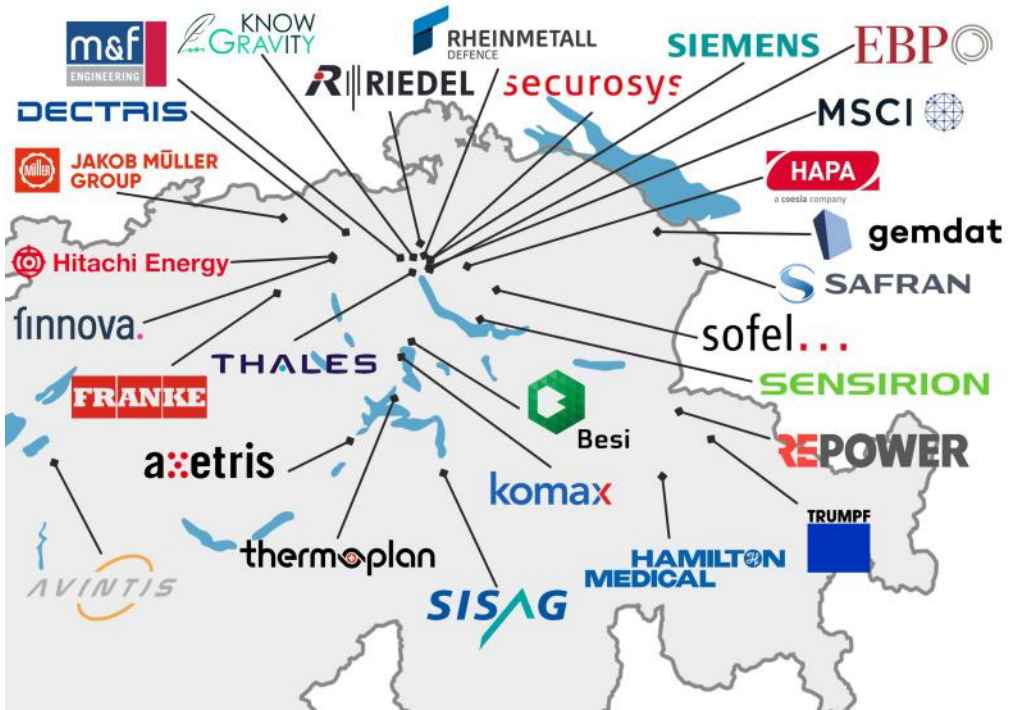 m&f
ENGINEERING
KNOW
GRAVITY
RHEINMETALL
DEFENCE
SIEMENS
EBP
RIEDEL
securosys
DECTRIS
MSCI
MÜLLER
JAKOB MÜLLER
GROUP
HAPA
a coesia company
gemdat
Hitachi Energy
SAFRAN
finnova.
sofel...
THALES
SENSIRION
FRANKE
Besi
REPOWER
axetris
komax
TRUMPF
thermoplan
HAMILTON
MEDICAL
AVINTIS
SISAG